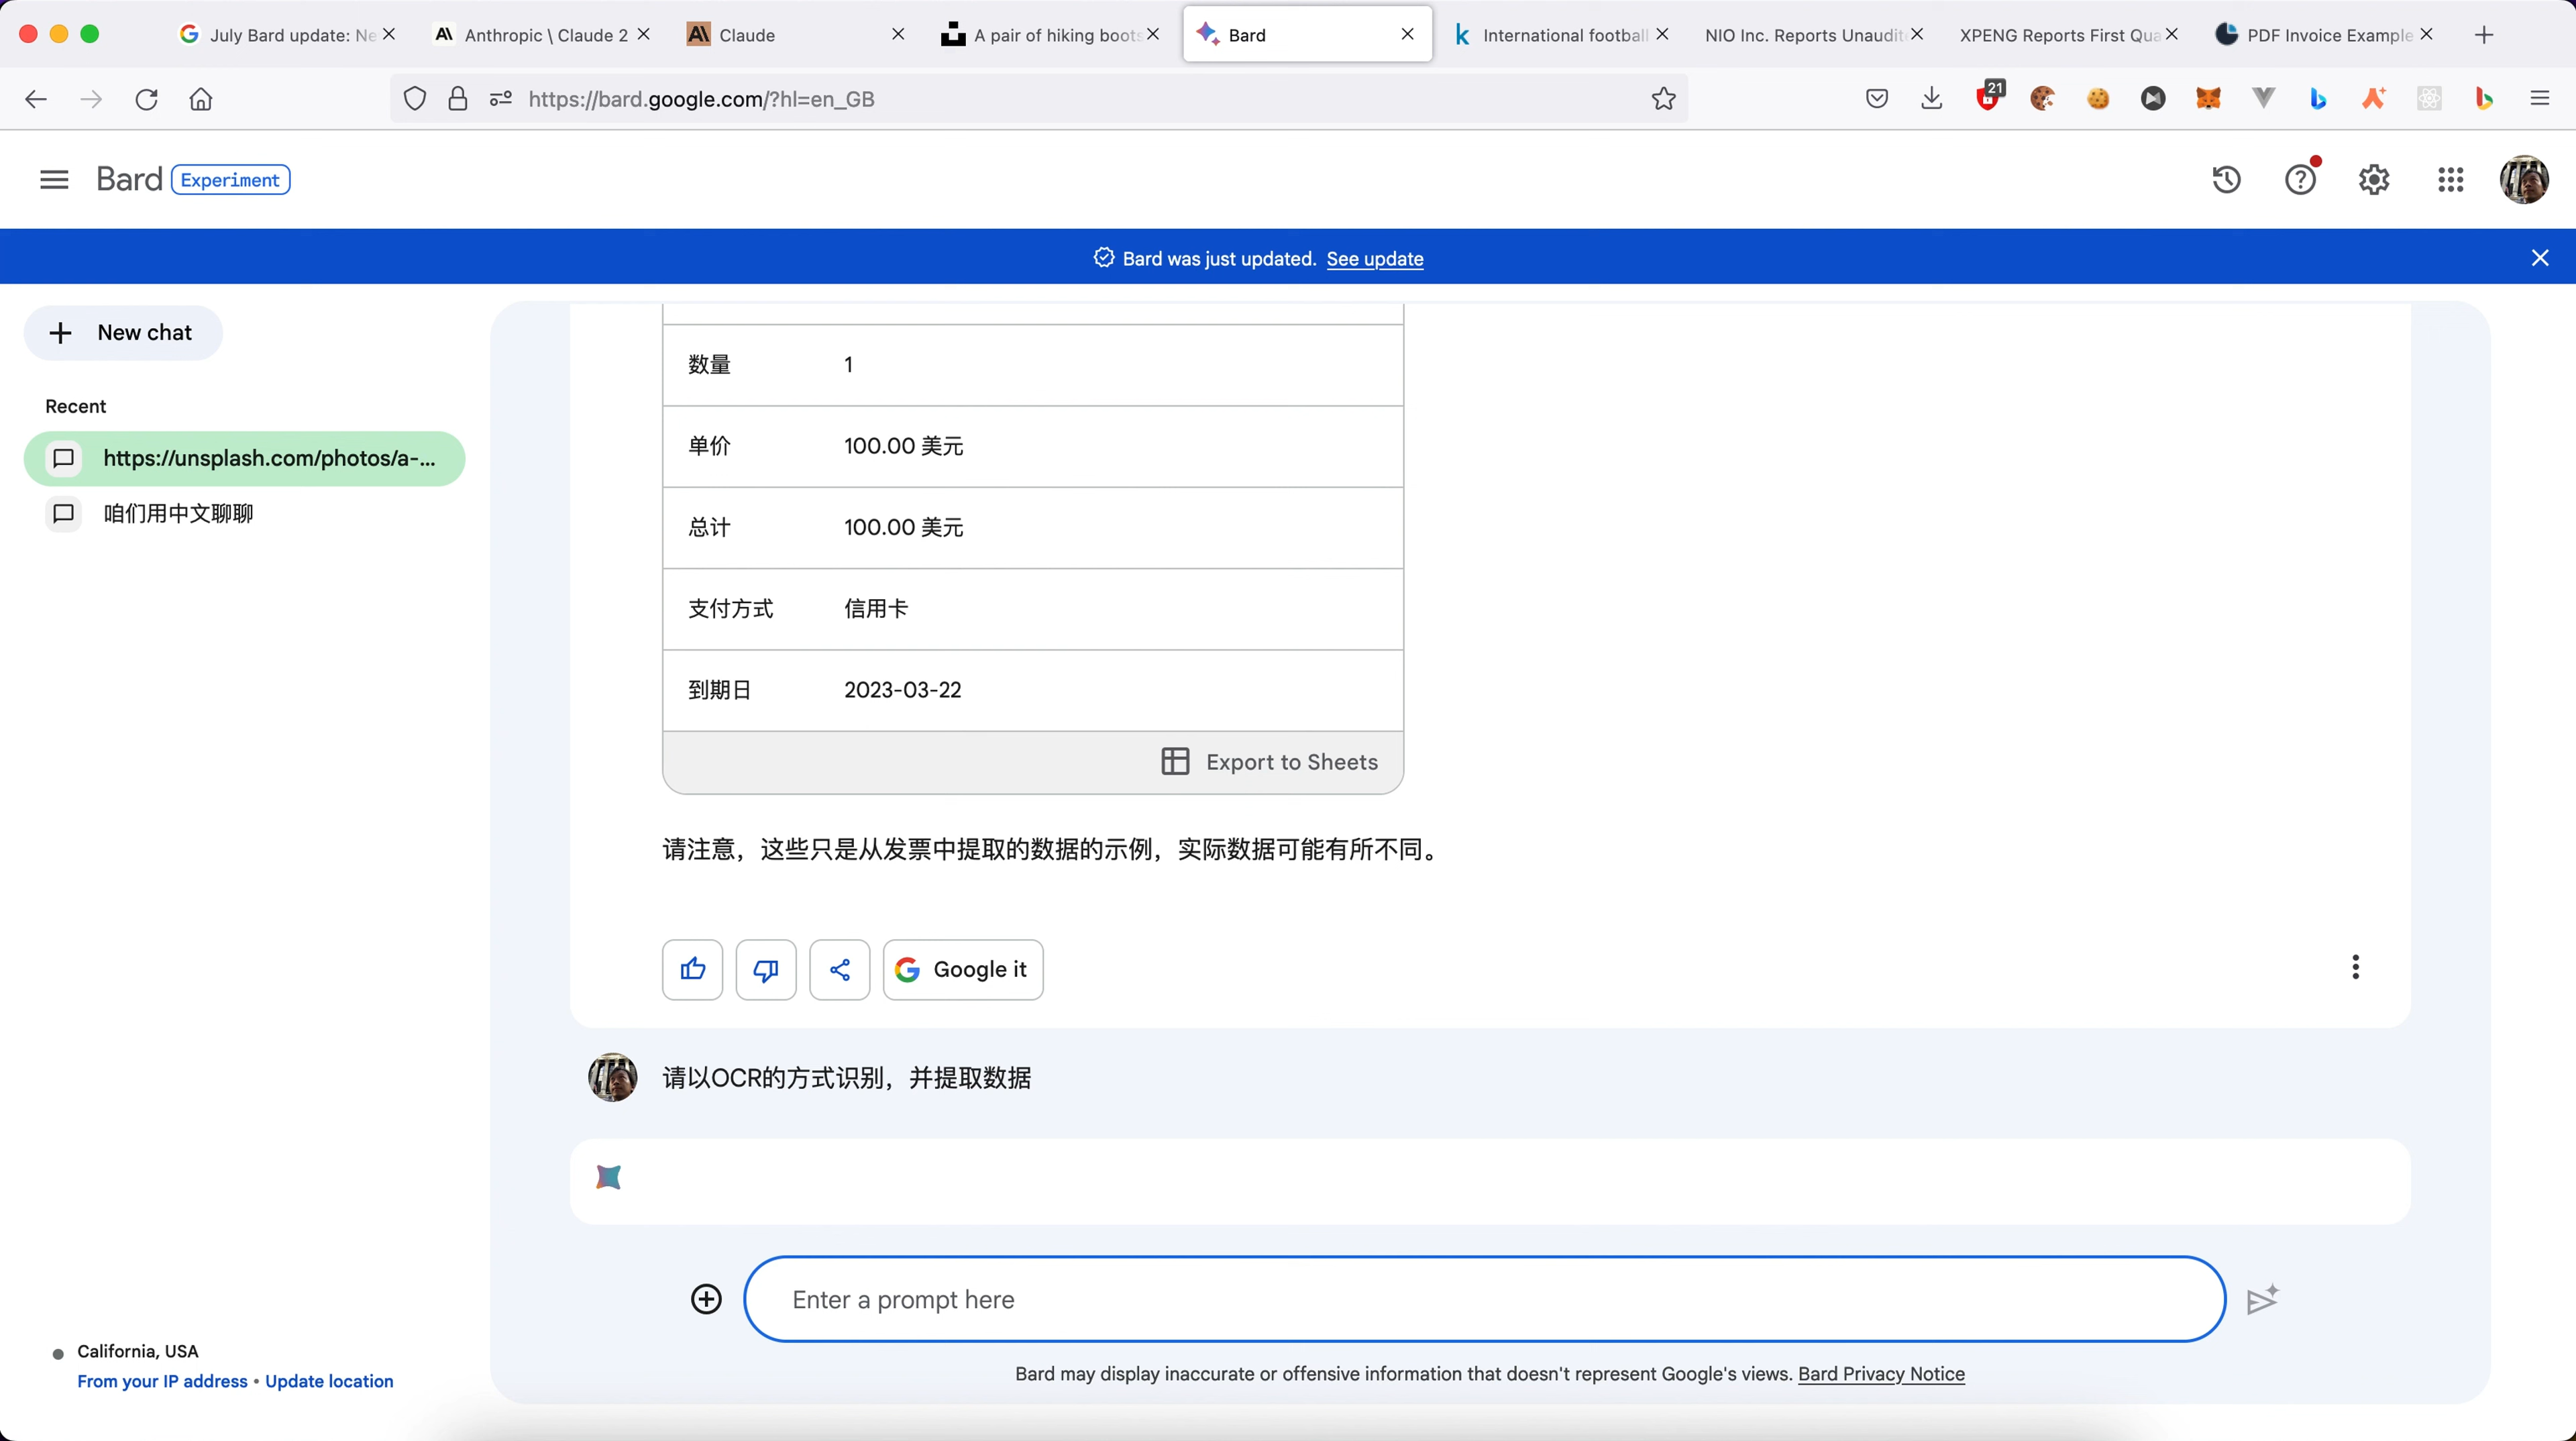 July Bard update: Ne
Anthropic \ Claude 2
Claude
A pair of hiking boots
Bard
International football
NIO Inc. Reports Unaudit
XPENG Reports First Qua
PDF Invoice Example
https://bard.google.com/?hl=en_GB
21
Bard Experiment
Bard was just updated. See update
New chat
Recent
https://unsplash.com/photos/a-...
咱们用中文聊聊
数量 1
单价 100.00 美元
总计 100.00 美元
支付方式 信用卡
到期日 2023-03-22
Export to Sheets
请注意，这些只是从发票中提取的数据的示例，实际数据可能有所不同。
Google it
请以OCR的方式识别，并提取数据
Enter a prompt here
California, USA
From your IP address • Update location
Bard may display inaccurate or offensive information that doesn't represent Google's views. Bard Privacy Notice